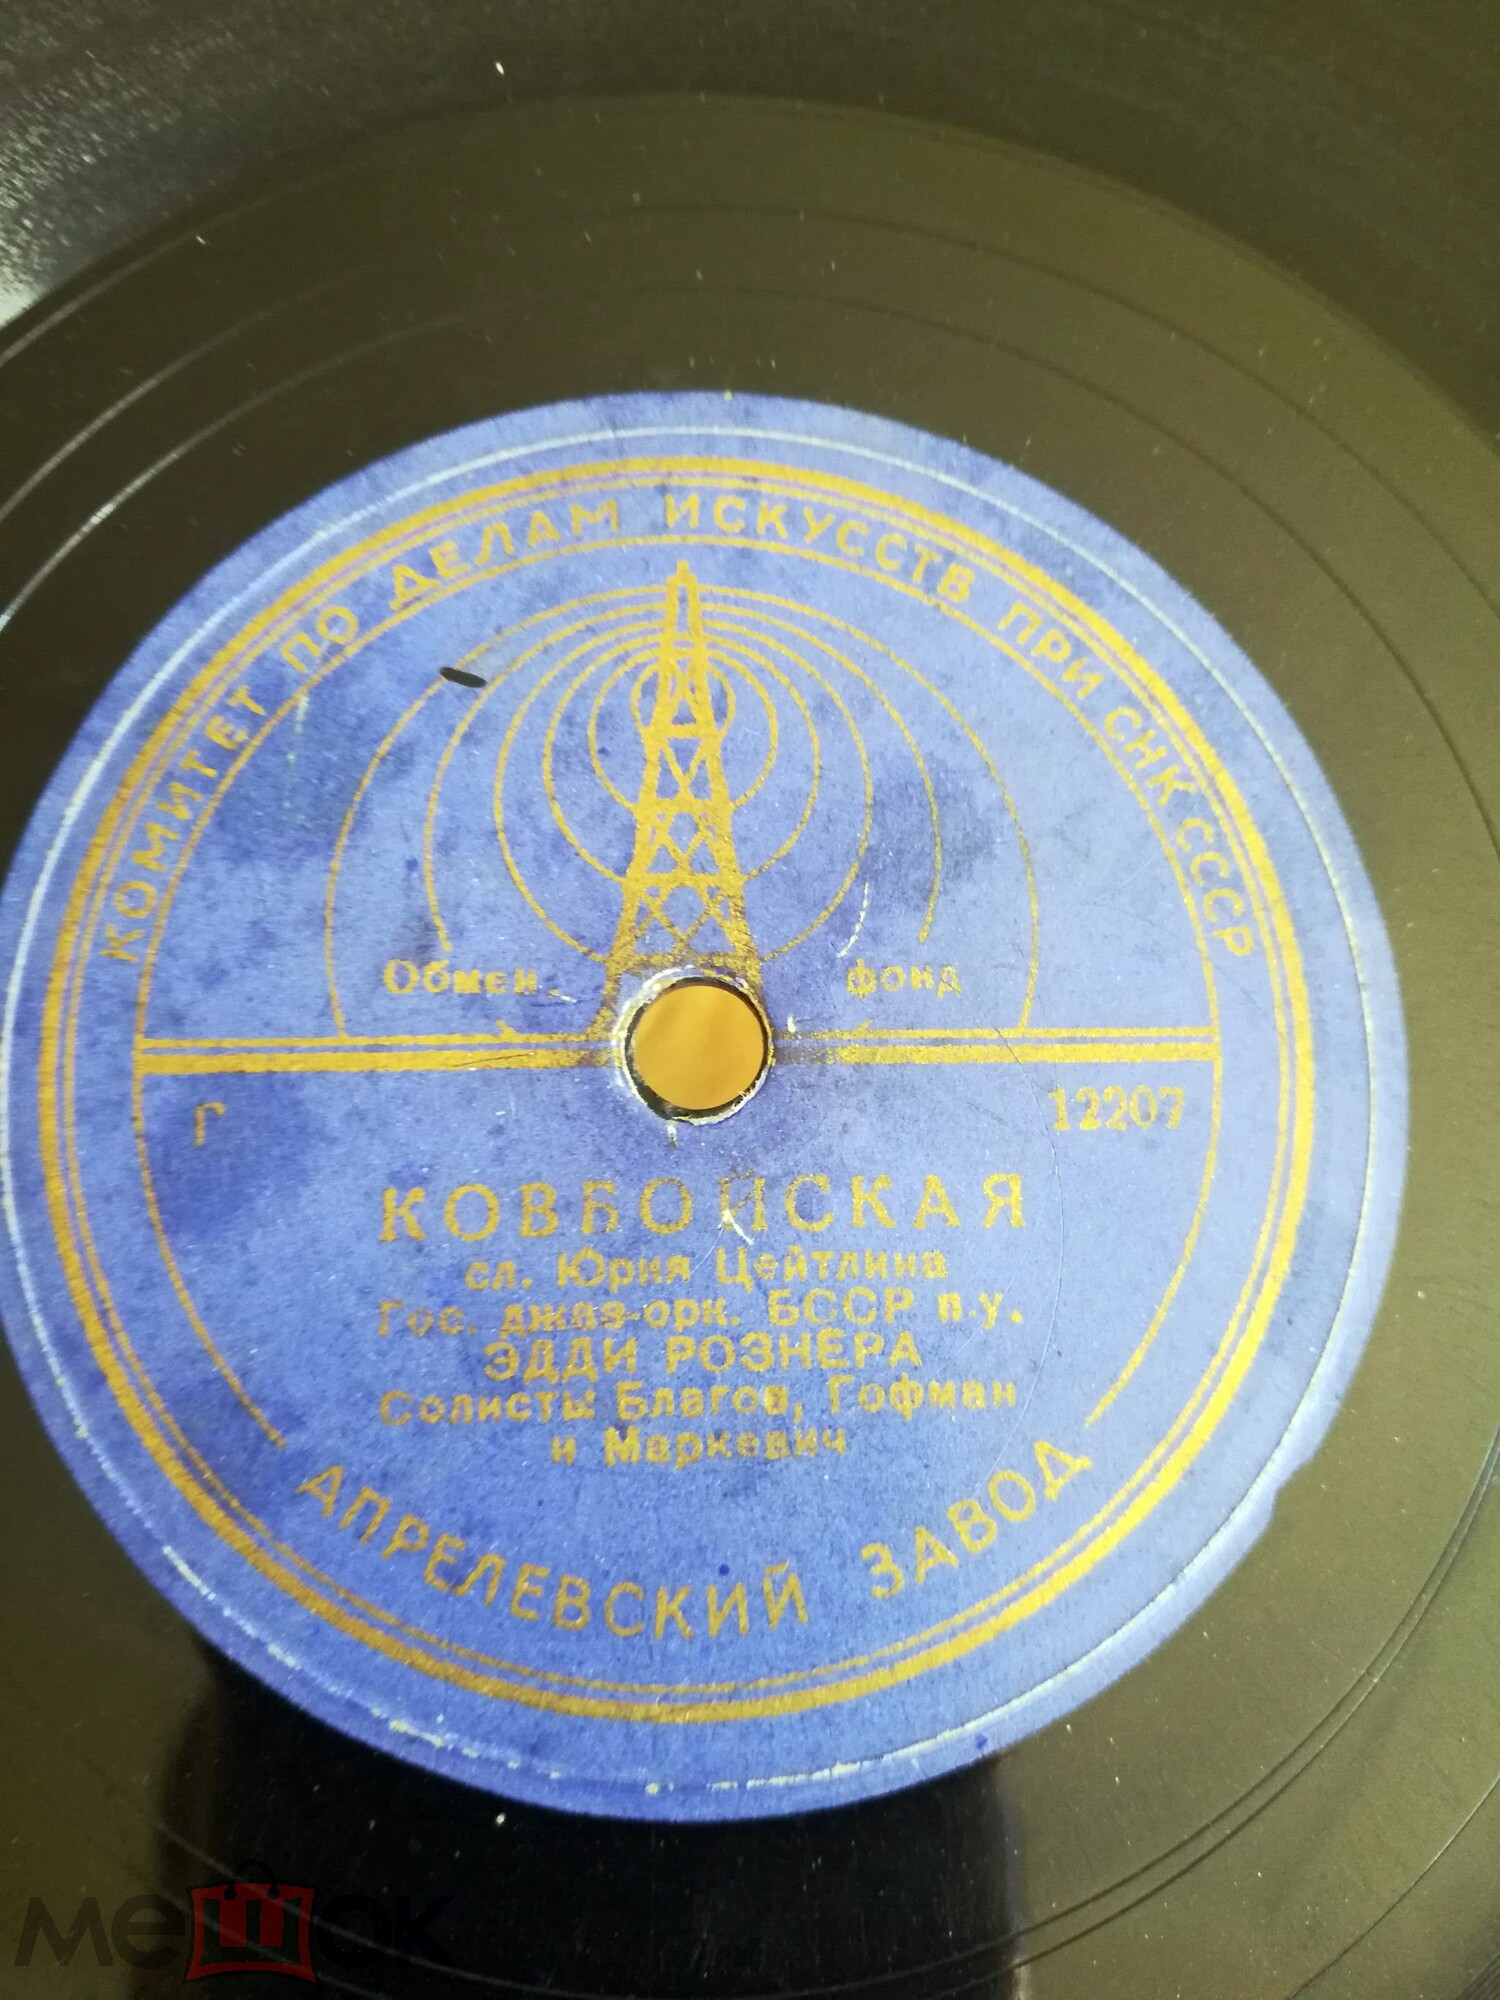 КОМИТЕТ ПО ДЕЛАМ ИСКУССТВ ПРИ СНК СССР
Обмен. фонд
Г 12207
КОВБОЙСКАЯ
сл. Юрия Цейтлина
Гос. джаз-орк. БССР п.у.
ЭДДИ РОЗНЕРА
Солисты: Благов, Гофман
и Маркевич
АПРЕЛЕВСКИЙ ЗАВОД
мешок